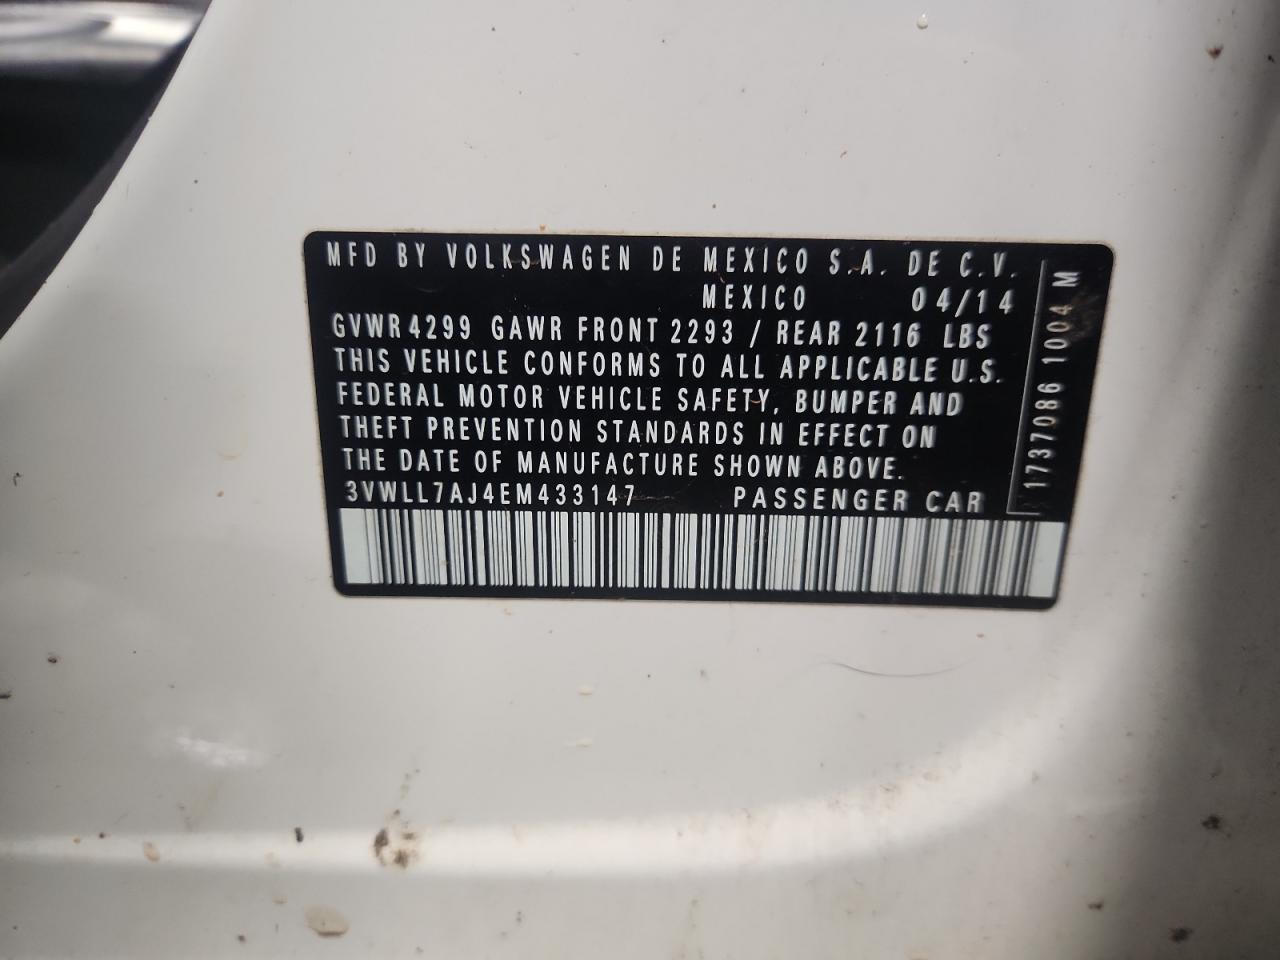 MFD BY VOLKSWAGEN DE MEXICO S.A. DE C.V.
MEXICO 04/14
GVWR 4299 GAWR FRONT 2293 / REAR 2116 LBS
THIS VEHICLE CONFORMS TO ALL APPLICABLE U.S.
FEDERAL MOTOR VEHICLE SAFETY, BUMPER AND
THEFT PREVENTION STANDARDS IN EFFECT ON
THE DATE OF MANUFACTURE SHOWN ABOVE.
3VWLL7AJ4EM433147 PASSENGER CAR
1737086 1004 M